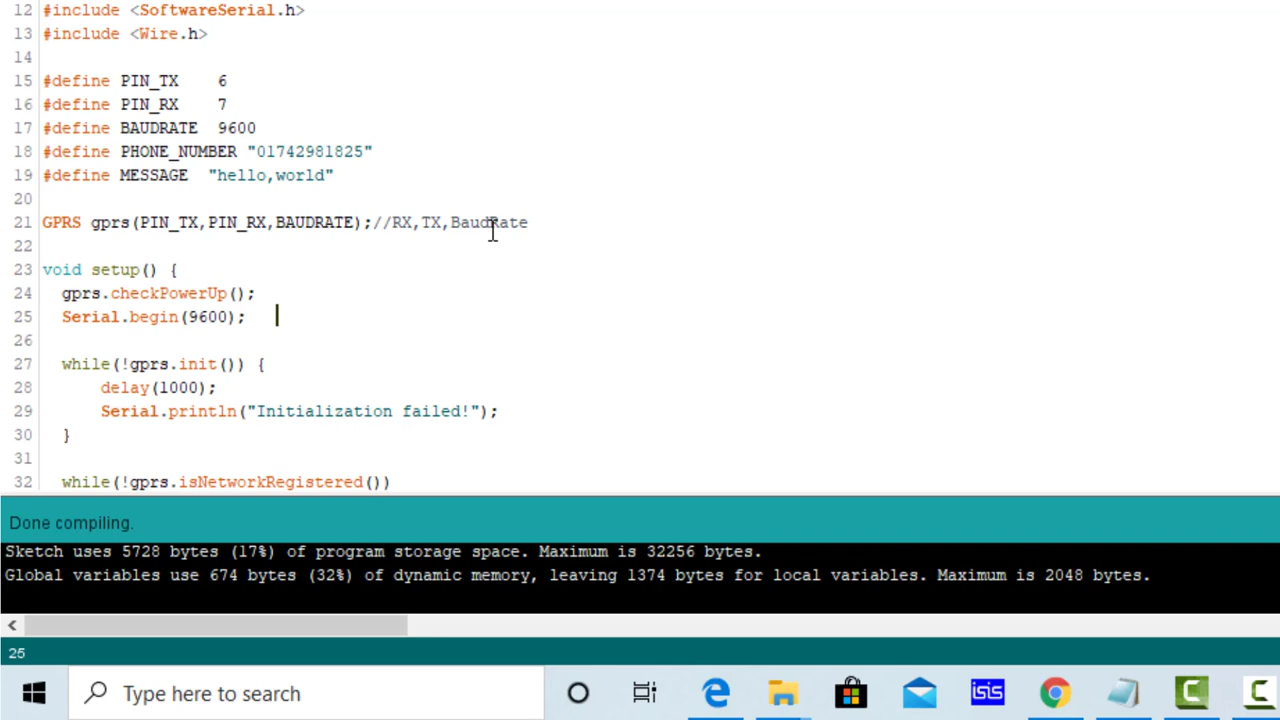 12 #include <SoftwareSerial.h>
13 #include <Wire.h>
14
15 #define PIN_TX    6
16 #define PIN_RX    7
17 #define BAUDRATE  9600
18 #define PHONE_NUMBER "01742981825"
19 #define MESSAGE  "hello,world"
20
21 GPRS gprs(PIN_TX,PIN_RX,BAUDRATE);//RX,TX,BaudRate
22
23 void setup() {
24   gprs.checkPowerUp();
25   Serial.begin(9600);
26
27   while(!gprs.init()) {
28       delay(1000);
29       Serial.println("Initialization failed!");
30   }
31
32   while(!gprs.isNetworkRegistered())
Done compiling.
Sketch uses 5728 bytes (17%) of program storage space. Maximum is 32256 bytes.
Global variables use 674 bytes (32%) of dynamic memory, leaving 1374 bytes for local variables. Maximum is 2048 bytes.
25
Type here to search
isis
C C